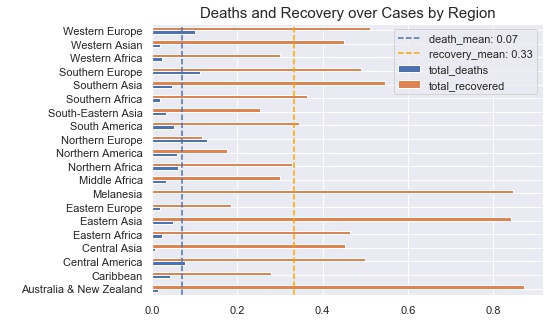 Deaths and Recovery over Cases by Region
Western Europe
Western Asian
Western Africa
Southern Europe
Southern Asia
Southern Africa
South-Eastern Asia
South America
Northern Europe
Northern America
Northern Africa
Middle Africa
Melanesia
Eastern Europe
Eastern Asia
Eastern Africa
Central Asia
Central America
Caribbean
Australia & New Zealand
death_mean: 0.07
recovery_mean: 0.33
total_deaths
total_recovered
0.0 0.2 0.4 0.6 0.8